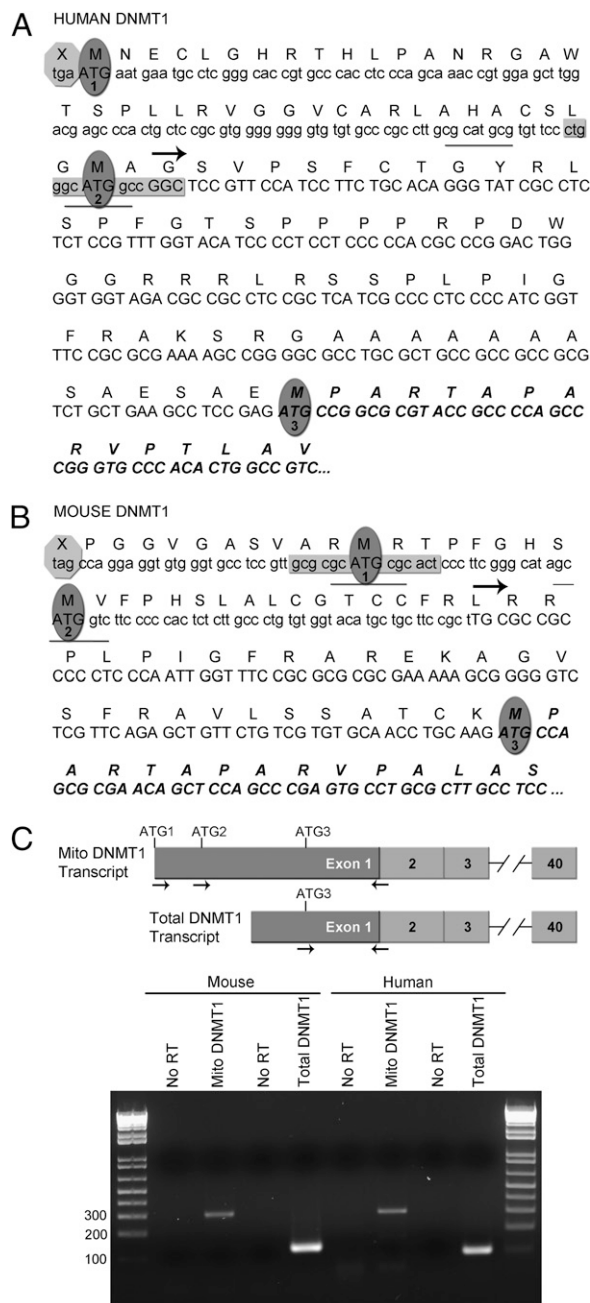 A HUMAN DNMT1
X M N E C L G H R T H L P A N R G A W
tga ATG aat gaa tgc ctc ggg cac cgt gcc cac ctc cca gca aac cgt gga gct tgg
1
T S P L L R V G G V C A R L A H A C S L
acg agc cca ctg ctc cgc gtg ggg ggg gtg tgt gcc cgc ctt gcg cat gcg tgt tcc ctg
G M A G S V P S F C T G Y R L
ggc ATG gcc GGC TCC GTT CCA TCC TTC TGC ACA GGG TAT CGC CTC
2
S P F G T S P P P R P D W
TCT CCG TTT GGT ACA TCC CCT CCT CCC CCA CGC CCG GAC TGG
G G R R R L R S S P L P I G
GGT GGT AGA CGC CGC CTC CGC TCA TCG CCC CTC CCC ATC GGT
F R A K S R G A A A A A A
TTC CGC GCG AAA AGC CGG GGC GCC TGC GCT GCC GCC GCC GCG
S A E S A E M P A R T A P A
TCT GCT GAA GCC TCC GAG ATG CCG GCG CGT ACC GCC CCA GCC
3
R V P T L A V
CGG GTG CCC ACA CTG GCC GTC...
B MOUSE DNMT1
X P G G V G A S V A R M R T P F G H S
tag cca gga ggt gtg ggt gcc tcc gtt gcg cgc ATG cgc act ccc ttc ggg cat agc
1
M V F P H S L A L C G T C C F R L R R
ATG gtc ttc ccc cac tct ctt gcc ctg tgt ggt aca tgc tgc ttc cgc tTG CGC CGC
2
P L P I G F R A R E K A G V
CCC CTC CCA ATT GGT TTC CGC GCG CGC GAA AAA GCG GGG GTC
S F R A V L S S A T C K M P
TCG TTC AGA GCT GTT CTG TCG TGT GCA ACC TGC AAG ATG CCA
3
A R T A P A R V P A L A S
GCG CGA ACA GCT CCA GCC CGA GTG CCT GCG CTT GCC TCC ...
C
ATG1 ATG2 ATG3
Mito DNMT1
Transcript
Exon 1 2 3 40
ATG3
Total DNMT1
Transcript
Exon 1 2 3 40
Mouse Human
No RT Mito DNMT1 No RT Total DNMT1 No RT Mito DNMT1 No RT Total DNMT1
300
200
100